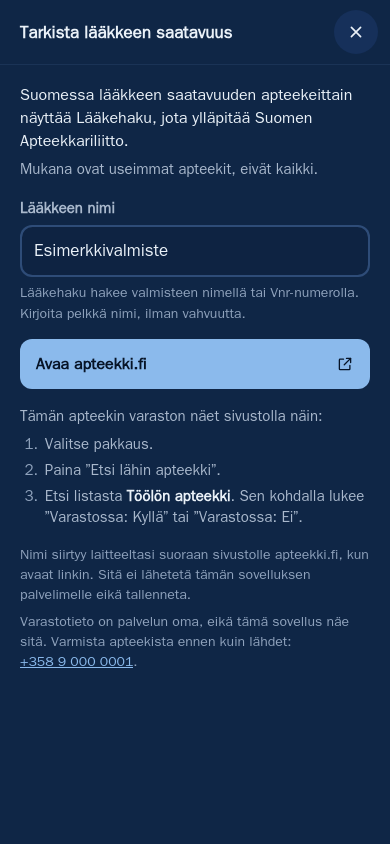 Tarkista lääkkeen saatavuus
Suomessa lääkkeen saatavuuden apteekeittain
näyttää Lääkehaku, jota ylläpitää Suomen
Apteekkariliitto.
Mukana ovat useimmat apteekit, eivät kaikki.
Lääkkeen nimi
Esimerkkivalmiste
Lääkehaku hakee valmisteen nimellä tai Vnr-numerolla.
Kirjoita pelkkä nimi, ilman vahvuutta.
Avaa apteekki.fi
Tämän apteekin varaston näet sivustolla näin:
1. Valitse pakkaus.
2. Paina ”Etsi lähin apteekki”.
3. Etsi listasta Töölön apteekki. Sen kohdalla lukee
”Varastossa: Kyllä” tai ”Varastossa: Ei”.
Nimi siirtyy laitteeltasi suoraan sivustolle apteekki.fi, kun
avaat linkin. Sitä ei lähetetä tämän sovelluksen
palvelimelle eikä tallenneta.
Varastotieto on palvelun oma, eikä tämä sovellus näe
sitä. Varmista apteekista ennen kuin lähdet:
+358 9 000 0001.